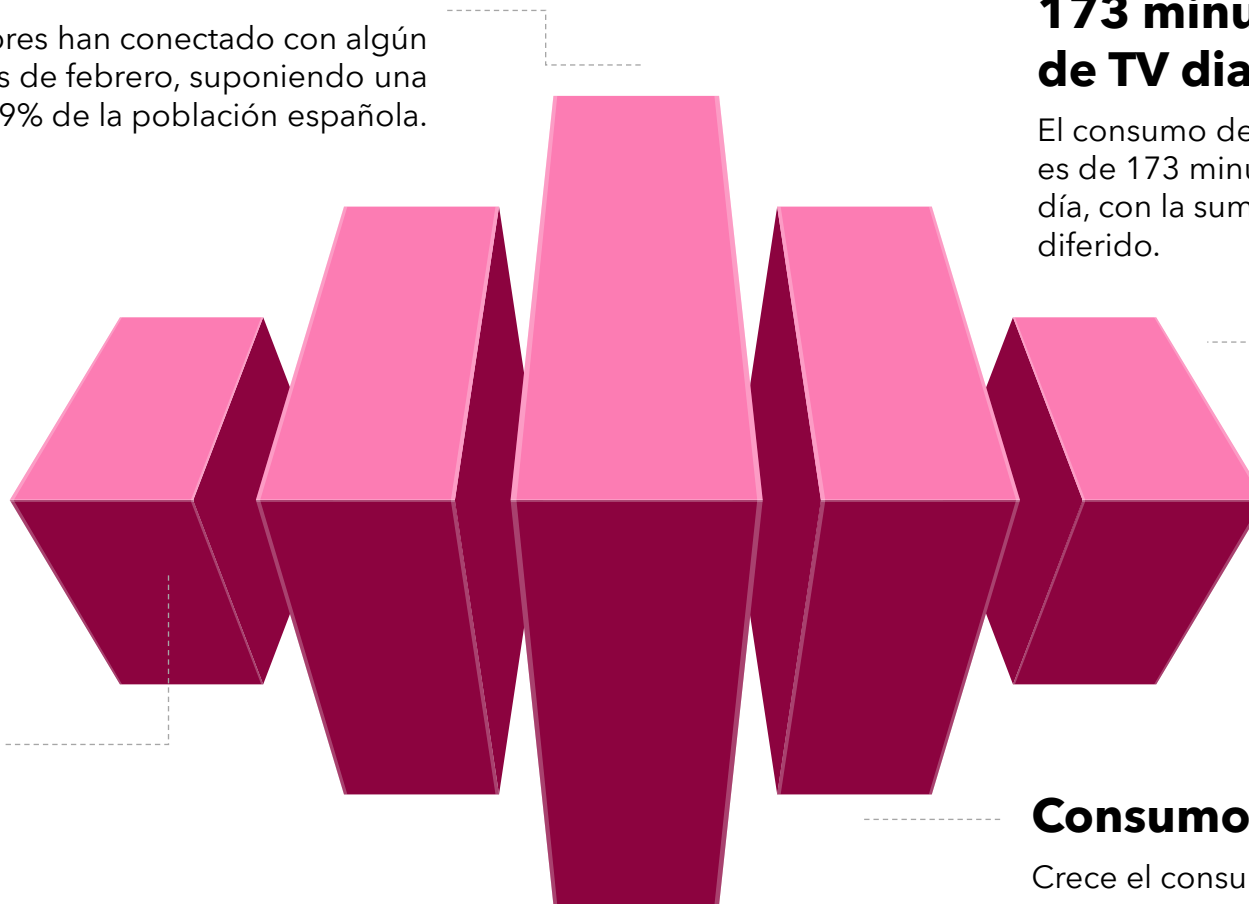 ores han conectado con algún
s de febrero, suponiendo una
9% de la población española.
173 minu
de TV dia
El consumo de
es de 173 minu
día, con la sum
diferido.
Consumo
Crece el consu